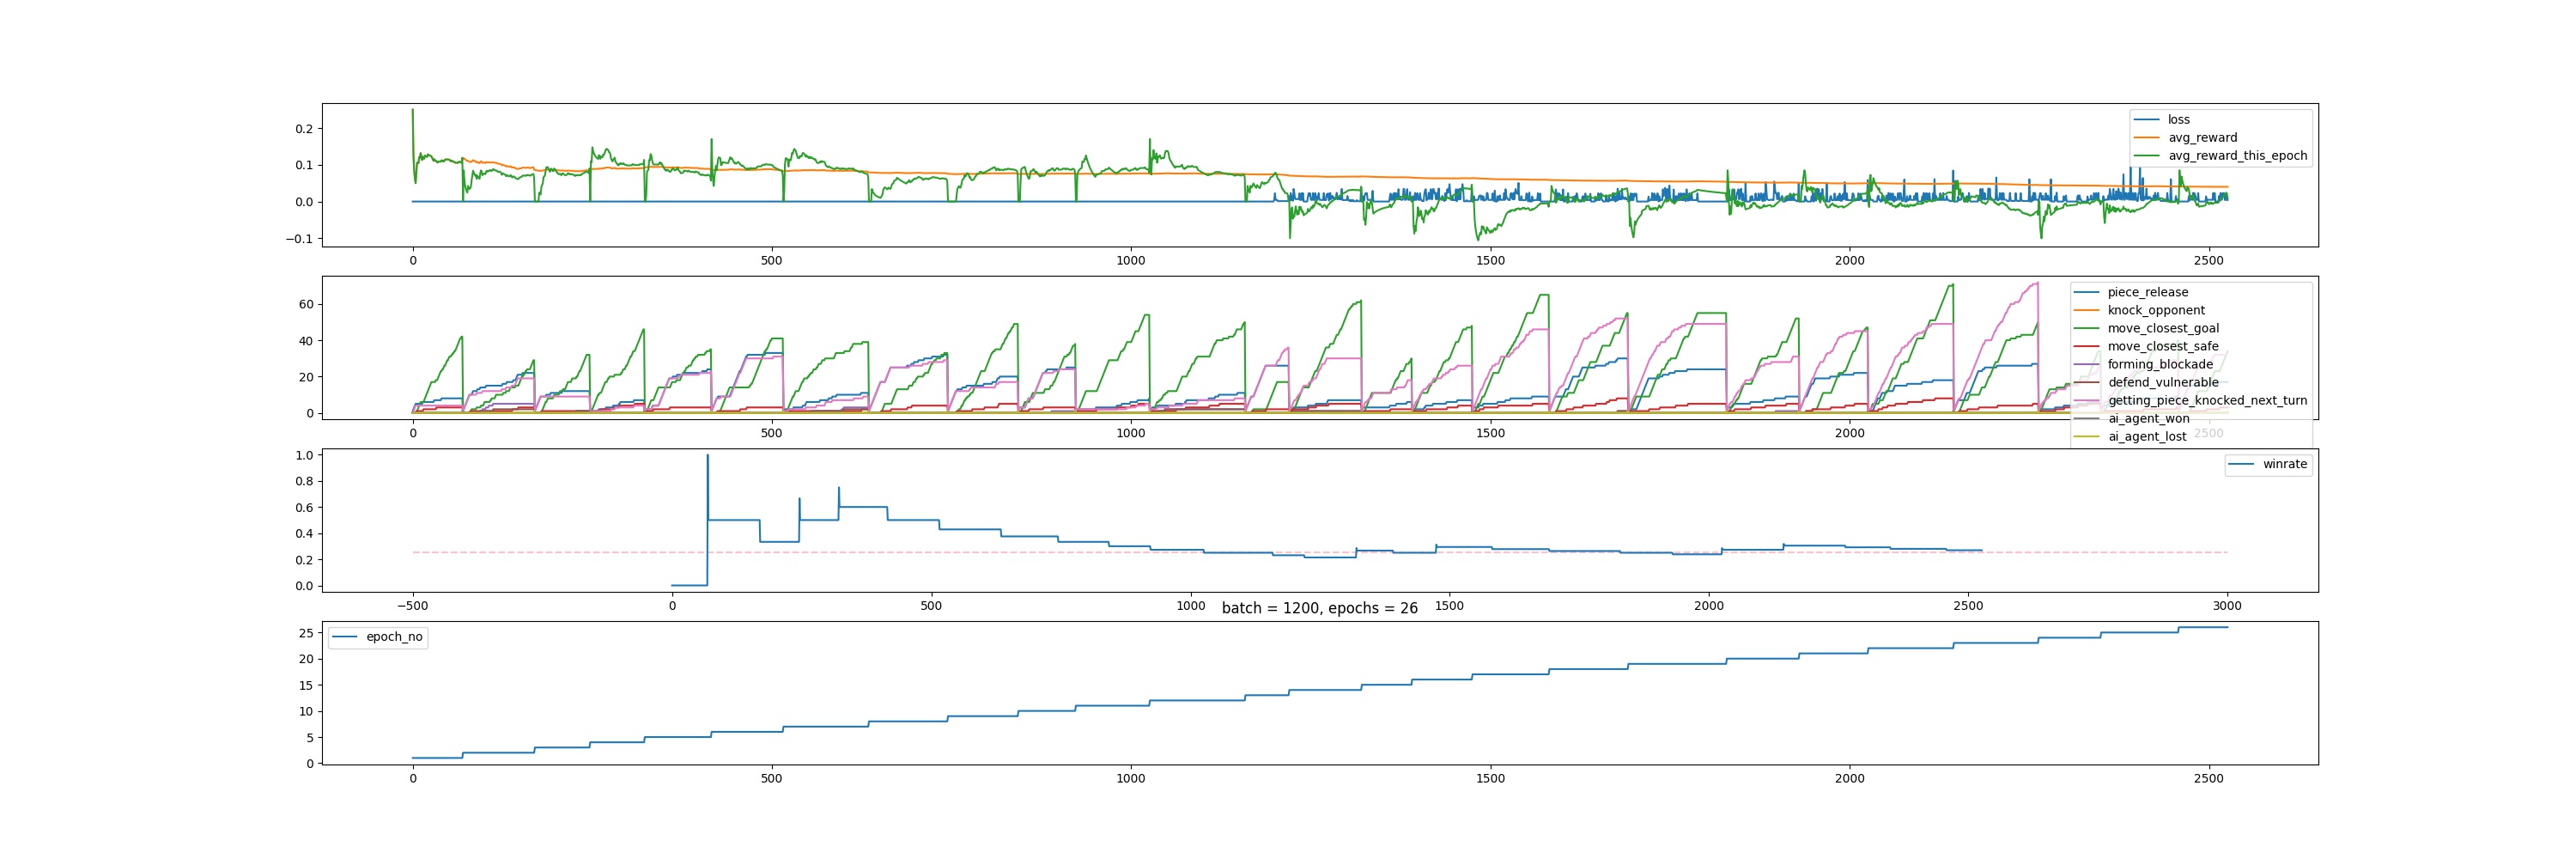 0.2
0.1
0.0
−0.1
loss
avg_reward
avg_reward_this_epoch
0 500 1000 1500 2000 2500
60
40
20
0
piece_release
knock_opponent
move_closest_goal
move_closest_safe
forming_blockade
defend_vulnerable
getting_piece_knocked_next_turn
ai_agent_won
ai_agent_lost
0 500 1000 1500 2000 2500
1.0
0.8
0.6
0.4
0.2
0.0
winrate
−500 0 500 1000 1500 2000 2500 3000
batch = 1200, epochs = 26
25
20
15
10
5
0
epoch_no
0 500 1000 1500 2000 2500